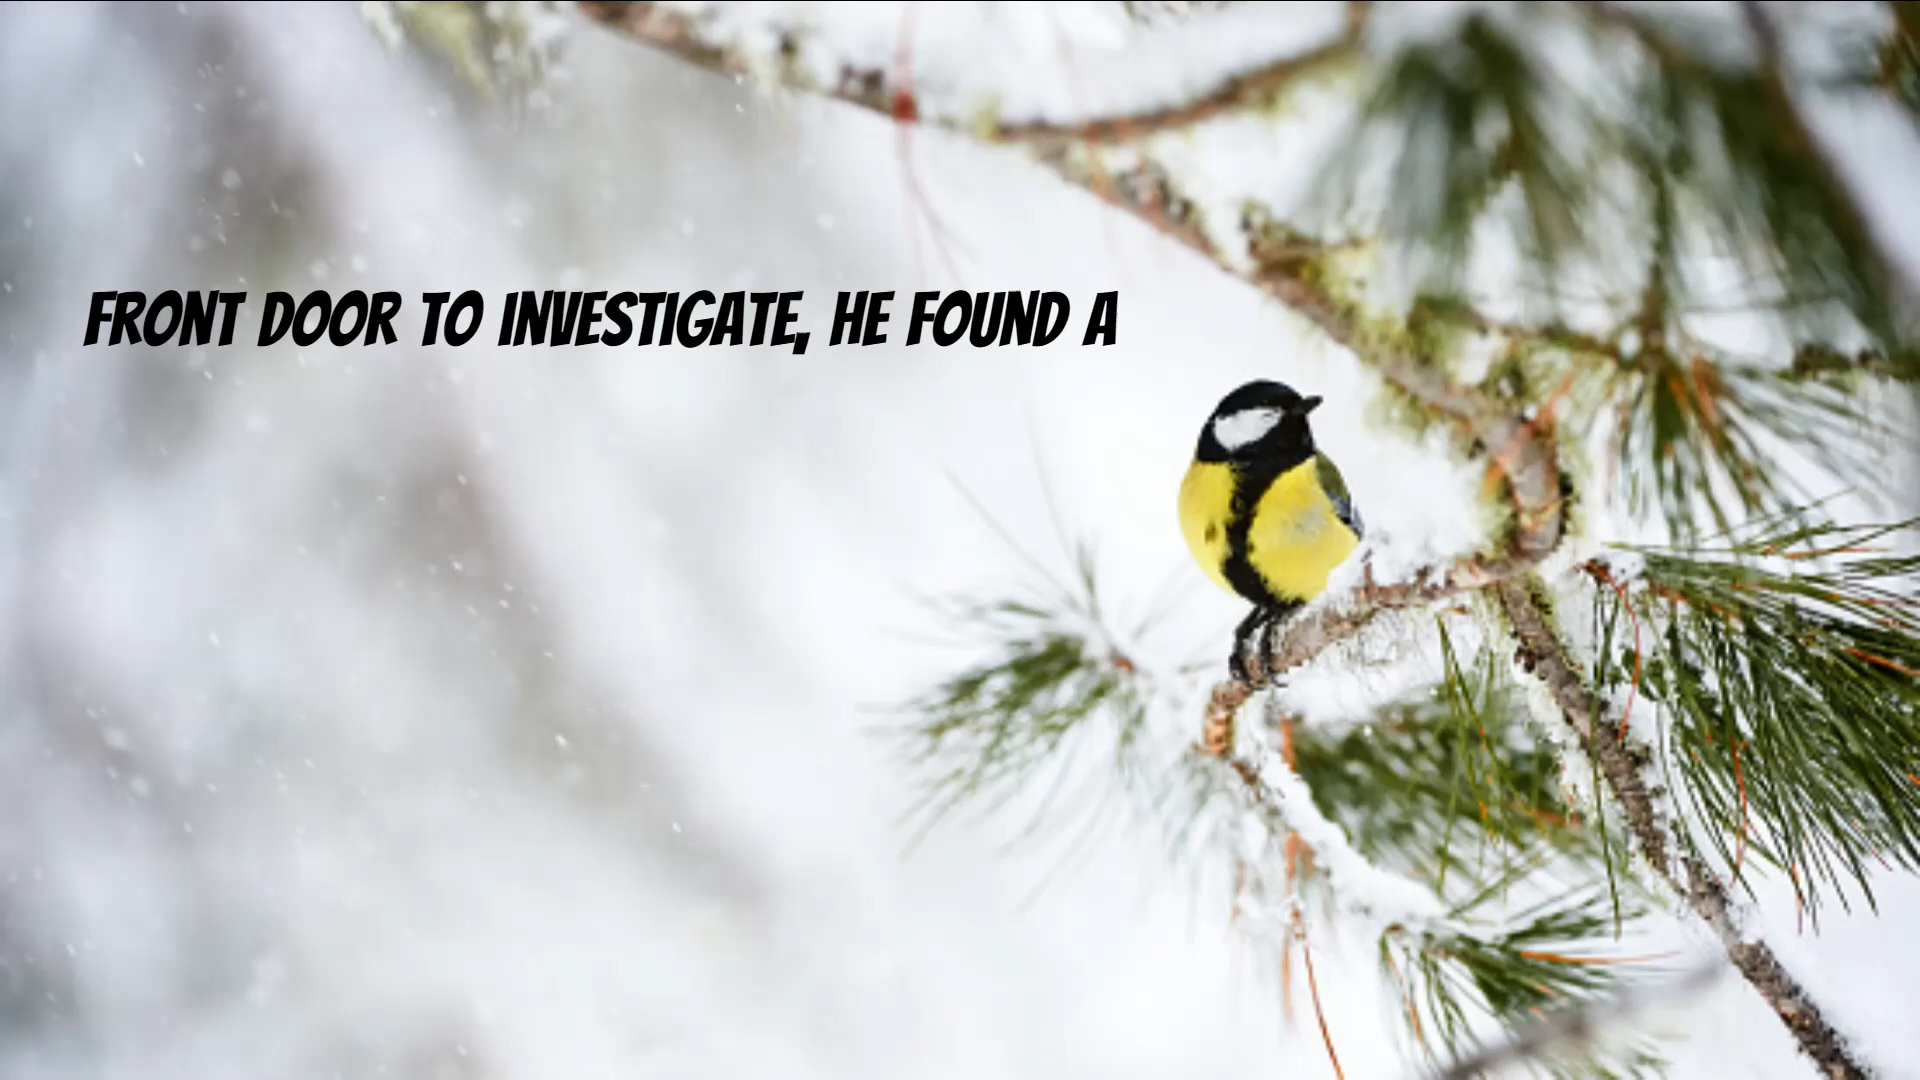 FRONT DOOR TO INVESTIGATE, HE FOUND A